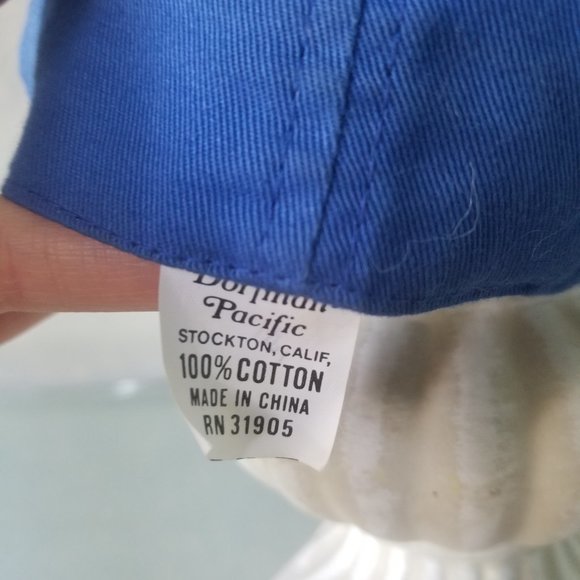 Dorfman
Pacific
STOCKTON, CALIF,
100% COTTON
MADE IN CHINA
RN 31905